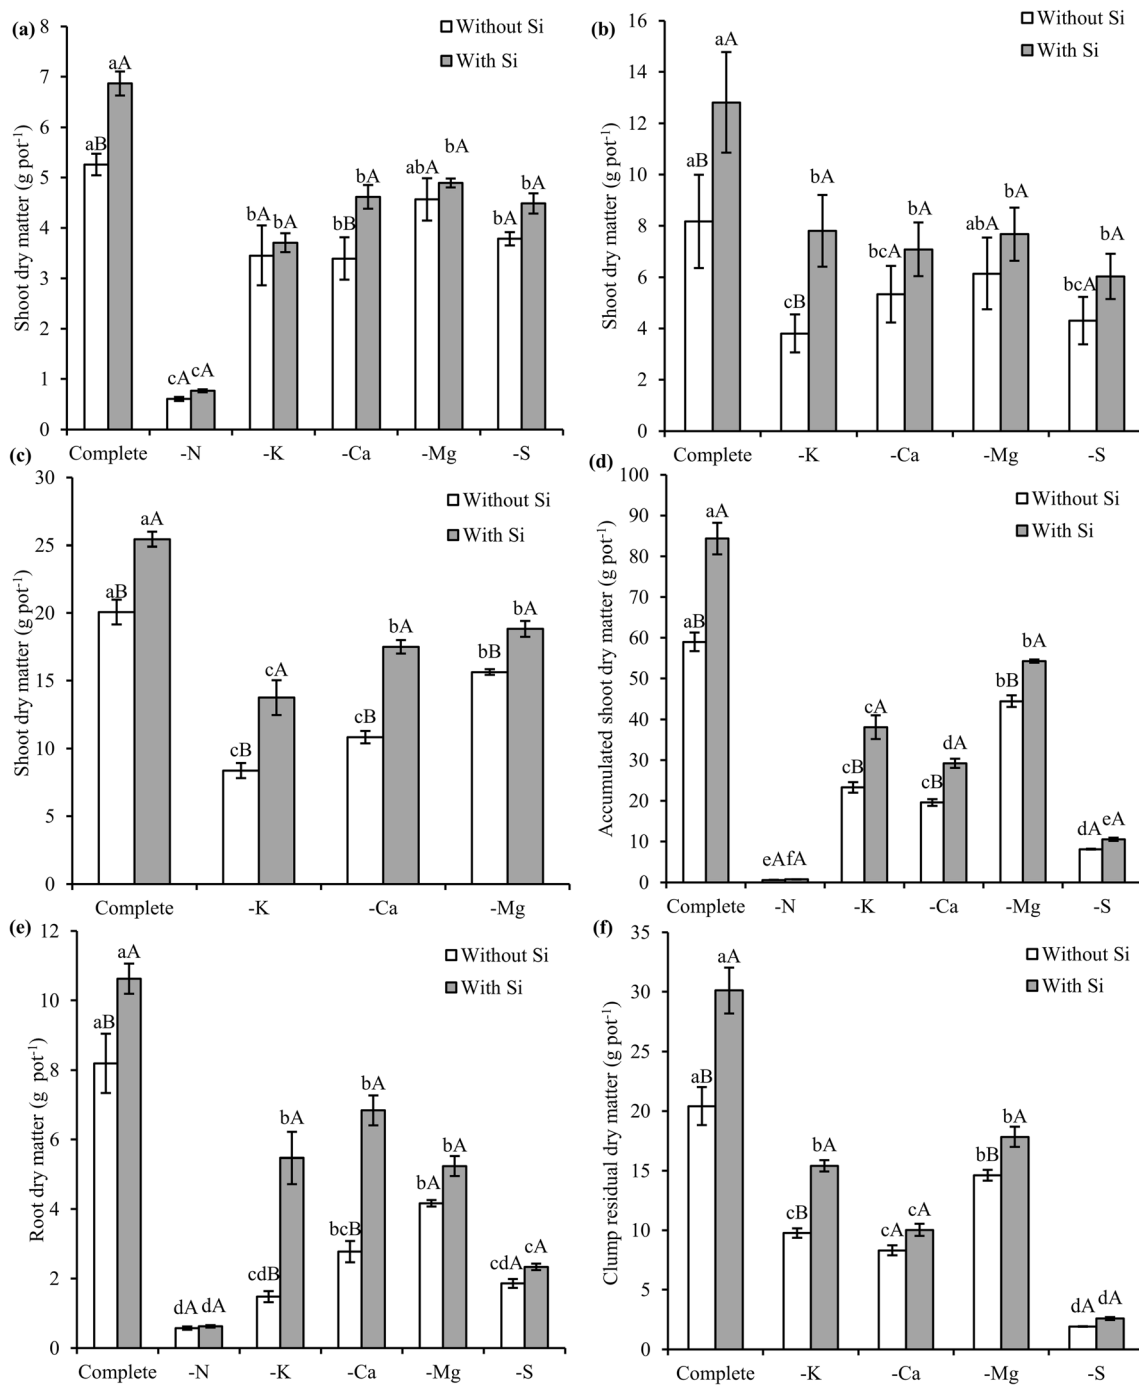 (a)
Without Si
With Si
Shoot dry matter (g pot-1)
8
7
6
5
4
3
2
1
0
aB aA
cA cA
bA bA
bB bA
abA bA
bA bA
Complete -N -K -Ca -Mg -S
(b)
Without Si
With Si
Shoot dry matter (g pot-1)
16
14
12
10
8
6
4
2
0
aB aA
cB bA
bcA bA
abA bA
bcA bA
Complete -K -Ca -Mg -S
(c)
Without Si
With Si
Shoot dry matter (g pot-1)
30
25
20
15
10
5
0
aB aA
cB cA
cB bA
bB bA
Complete -K -Ca -Mg
(d)
Without Si
With Si
Accumulated shoot dry matter (g pot-1)
100
90
80
70
60
50
40
30
20
10
0
aB aA
eA fA
cB cA
cB dA
bB bA
dA eA
Complete -N -K -Ca -Mg -S
(e)
Without Si
With Si
Root dry matter (g pot-1)
12
10
8
6
4
2
0
aB aA
dA dA
cdB bA
bcB bA
bA bA
cdA cA
Complete -N -K -Ca -Mg -S
(f)
Without Si
With Si
Clump residual dry matter (g pot-1)
35
30
25
20
15
10
5
0
aB aA
cB bA
cA cA
bB bA
dA dA
Complete -K -Ca -Mg -S